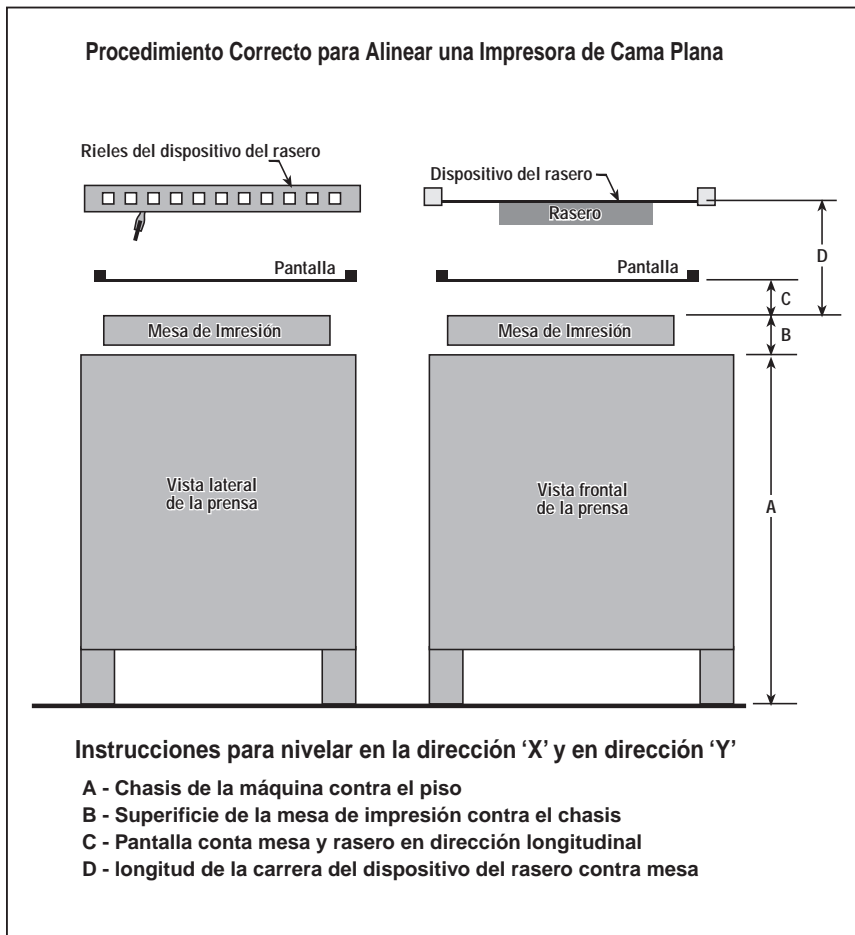 Procedimiento Correcto para Alinear una Impresora de Cama Plana
Rieles del dispositivo del rasero
Dispositivo del rasero
Rasero
D
Pantalla
Pantalla
C
Mesa de Imresión
Mesa de Imresión
B
Vista lateral
de la prensa
Vista frontal
de la prensa
A
Instrucciones para nivelar en la dirección ‘X’ y en dirección ‘Y’
A - Chasis de la máquina contra el piso
B - Superificie de la mesa de impresión contra el chasis
C - Pantalla conta mesa y rasero en dirección longitudinal
D - longitud de la carrera del dispositivo del rasero contra mesa